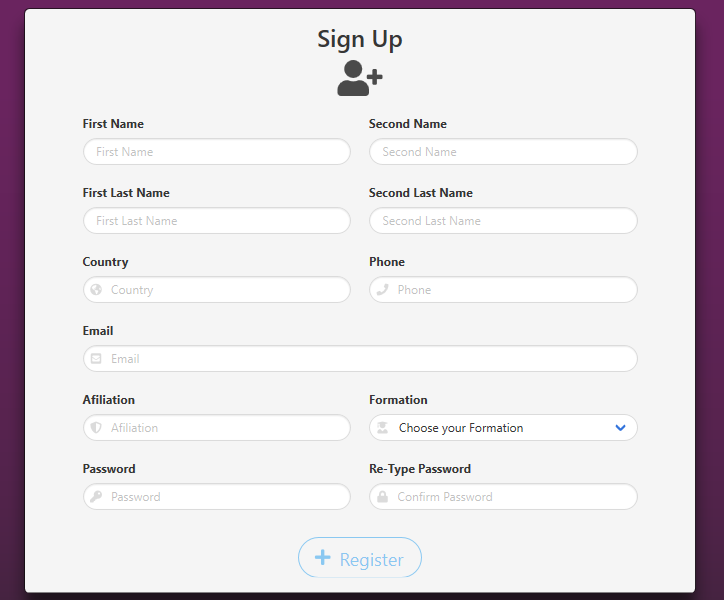 Sign Up
First Name Second Name
First Name Second Name
First Last Name Second Last Name
First Last Name Second Last Name
Country Phone
Country Phone
Email
Email
Afiliation Formation
Afiliation Choose your Formation
Password Re-Type Password
Password Confirm Password
Register